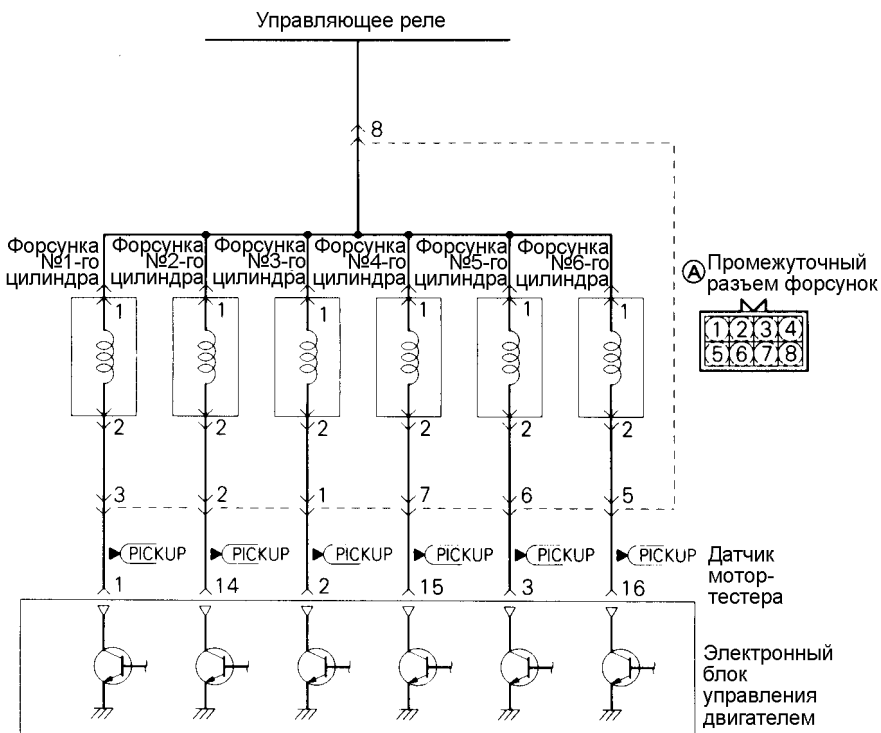 Управляющее реле
8
Форсунка №1-го цилиндра
Форсунка №2-го цилиндра
Форсунка №3-го цилиндра
Форсунка №4-го цилиндра
Форсунка №5-го цилиндра
Форсунка №6-го цилиндра
А Промежуточный
разъем форсунок
1 2 3 4
5 6 7 8
1 1 1 1 1 1
2 2 2 2 2 2
3 2 1 7 6 5
PICKUP PICKUP PICKUP PICKUP PICKUP PICKUP
Датчик
мотор-
тестера
1 14 2 15 3 16
Электронный
блок
управления
двигателем